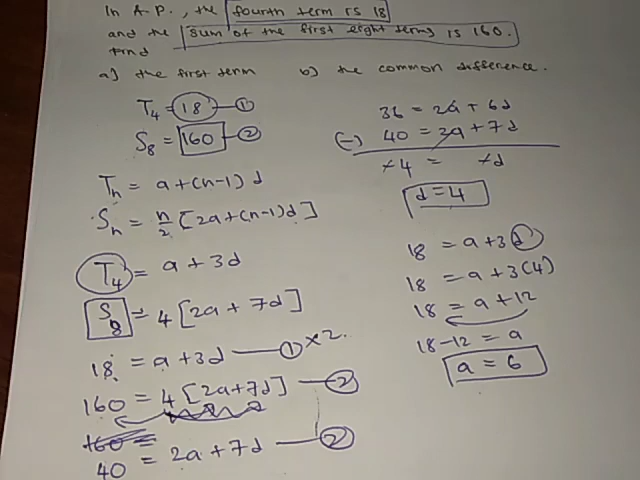 In A.P., the fourth term is 18
and the sum of the first eight terms is 160.
Find
a) the first term b) the common difference.
T4 = 18 — ①
S8 = 160 — ②
Tn = a + (n-1) d
Sn = n/2 [2a + (n-1) d]
T4 = a + 3d
S8 = 4 [2a + 7d]
18 = a + 3d — ① × 2.
160 = 4 [2a + 7d] — ②
160 =
40 = 2a + 7d — ②
36 = 2a + 6d
(-) 40 = 2a + 7d
-4 = -d
d = 4
18 = a + 3d
18 = a + 3(4)
18 = a + 12
18 - 12 = a
a = 6